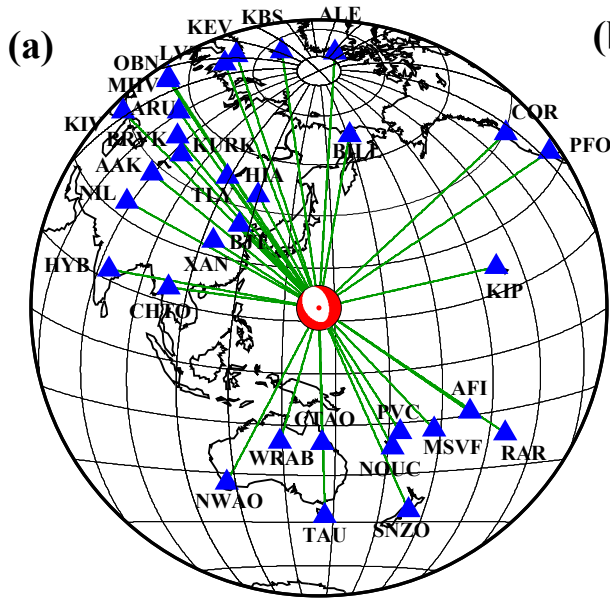 ALE
KBS
KEV
(a)
(b
LVZ
OBN
MHV
ARU
COR
KIV
BRVK
KURK
BILL
PFO
AAK
HIA
NIL
TLY
BJT
XAN
HYB
KIP
CHTO
AFI
CTAO
PVC
MSVF
RAR
WRAB
NOUC
NWAO
SNZO
TAU